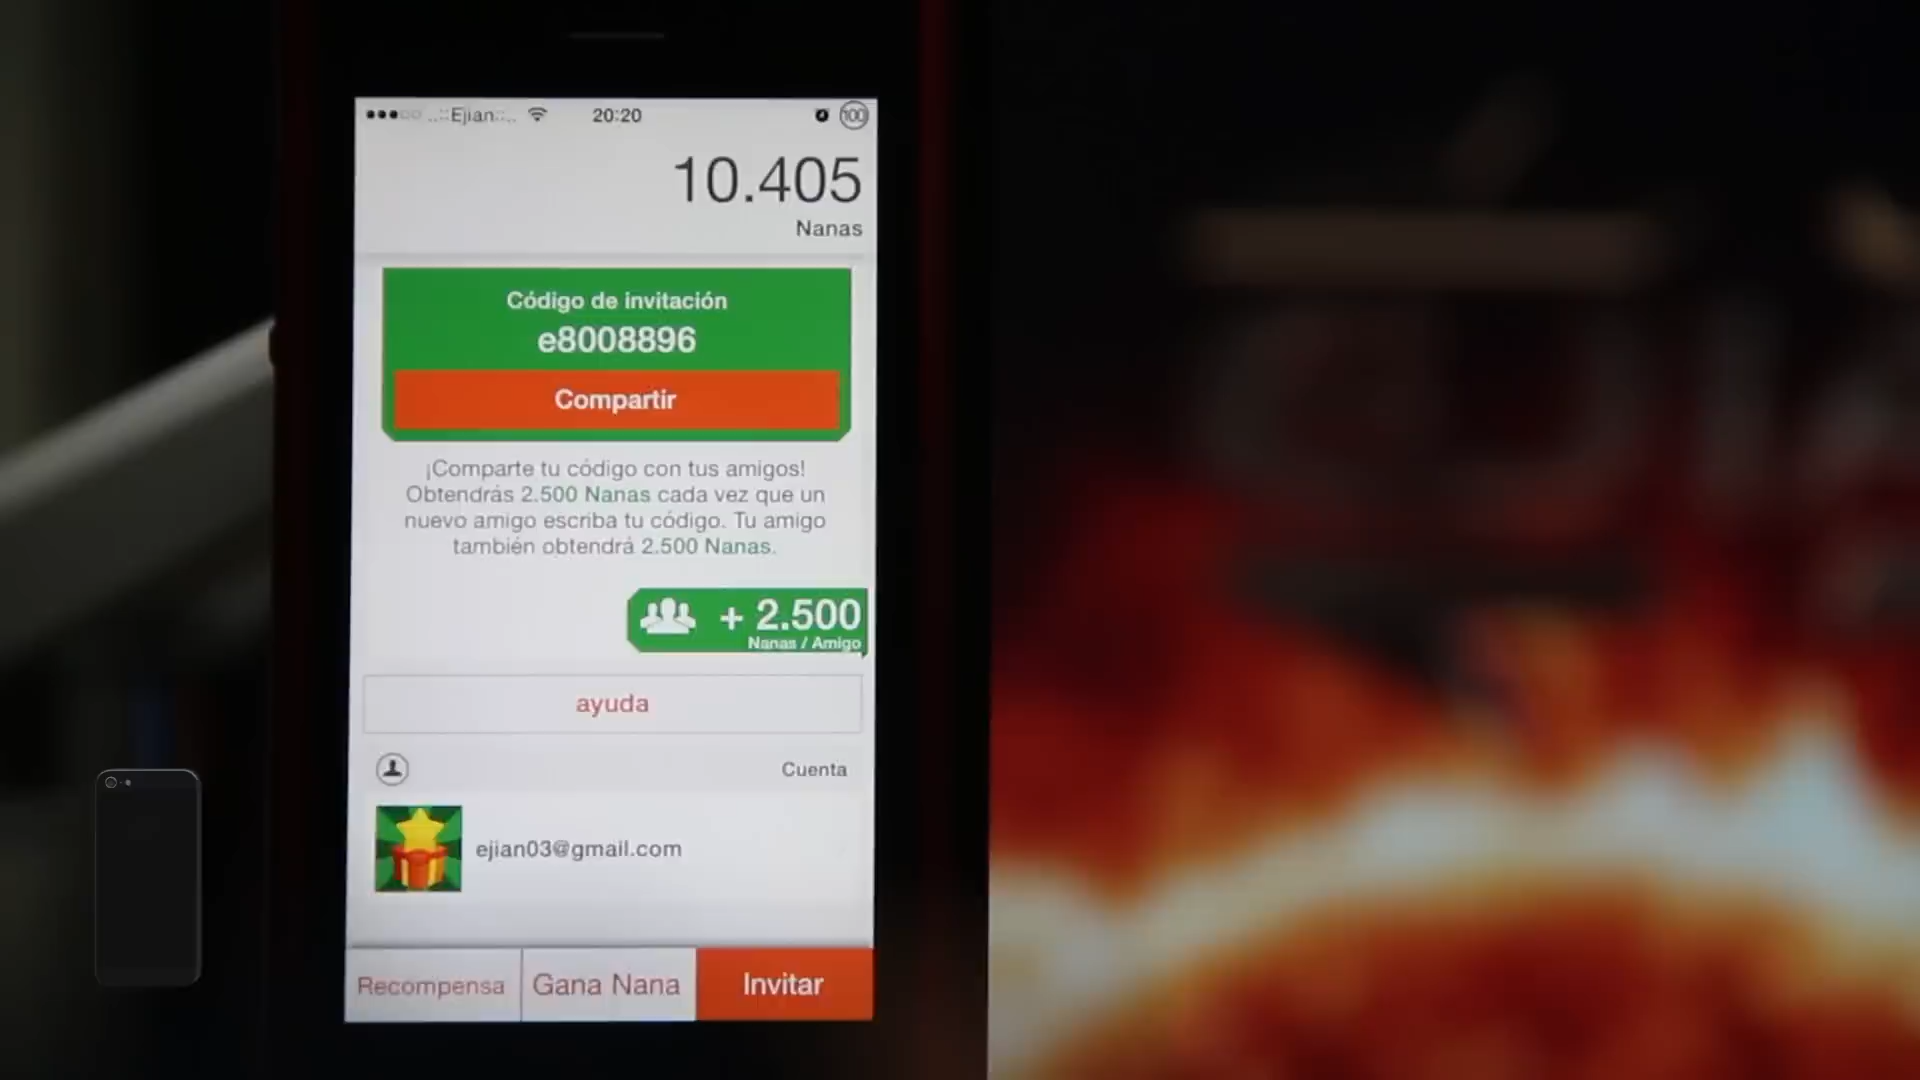 ..::Ejian::.. 20:20 100
10.405
Nanas
Código de invitación
e8008896
Compartir
¡Comparte tu código con tus amigos!
Obtendrás 2.500 Nanas cada vez que un
nuevo amigo escriba tu código. Tu amigo
también obtendrá 2.500 Nanas.
+ 2.500
Nanas / Amigo
ayuda
Cuenta
ejian03@gmail.com
Recompensa Gana Nana Invitar